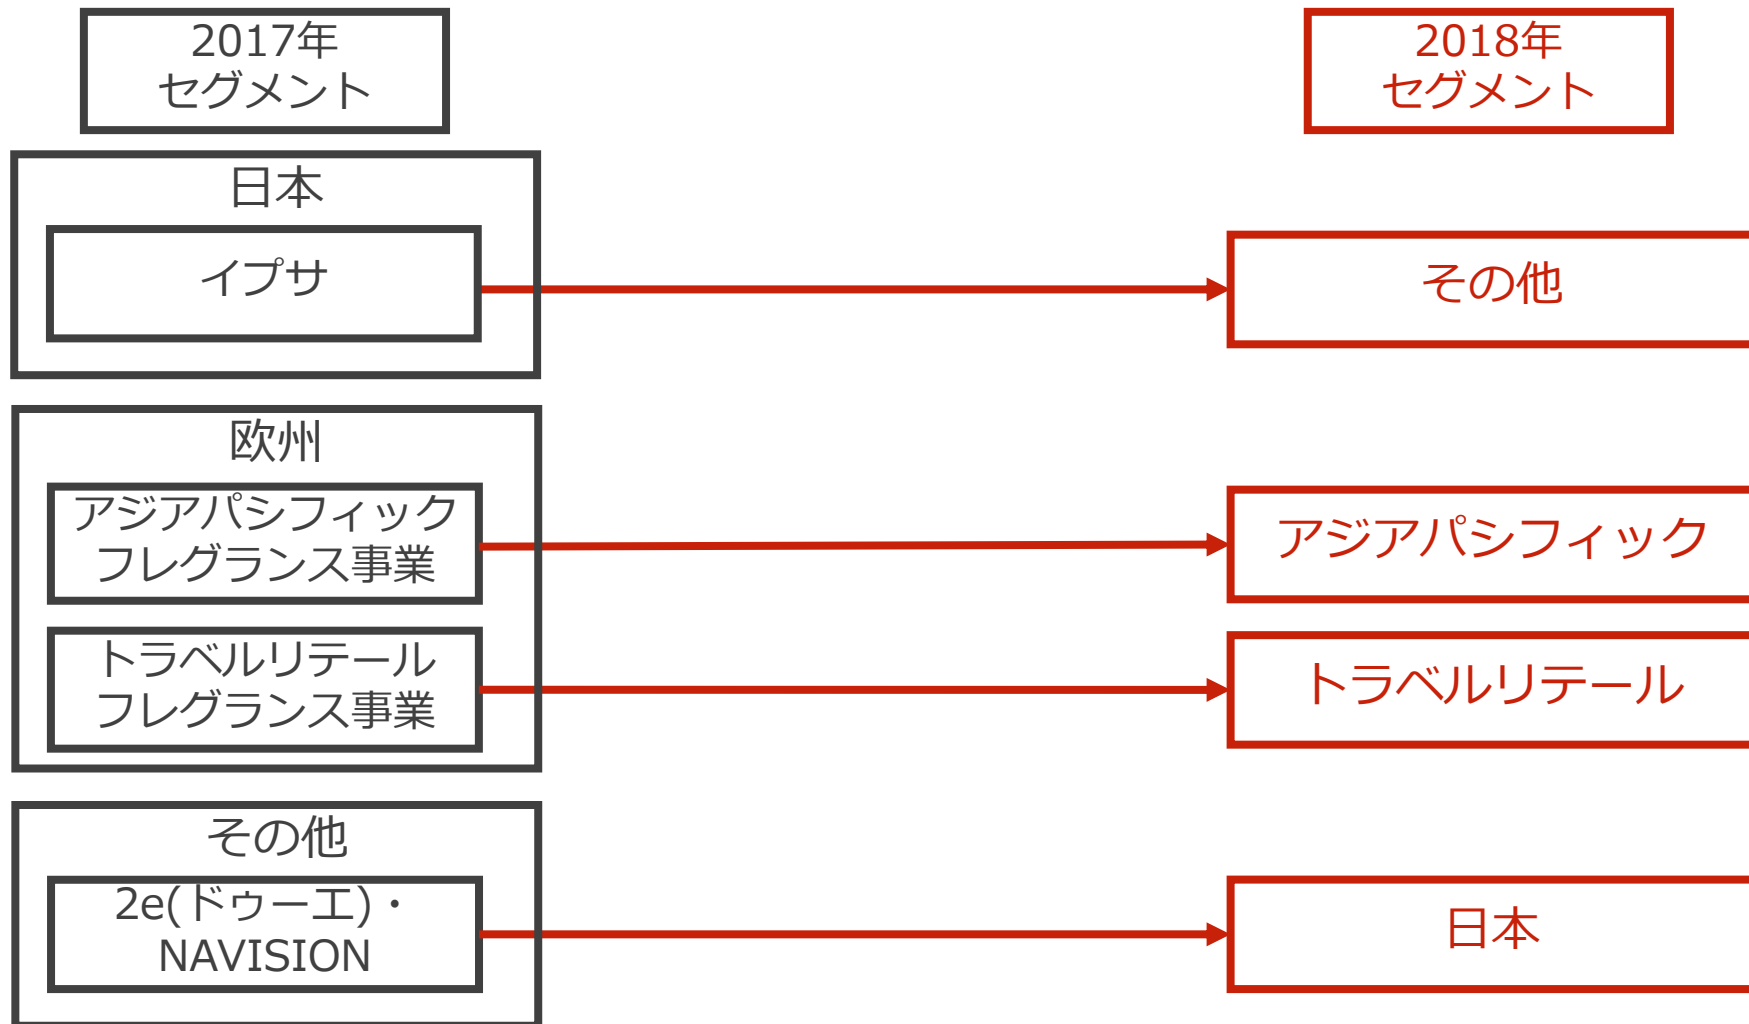 2017年
セグメント
2018年
セグメント
日本
イプサ
その他
欧州
アジアパシフィック
フレグランス事業
アジアパシフィック
トラベルリテール
フレグランス事業
トラベルリテール
その他
2e(ドゥーエ)・
NAVISION
日本